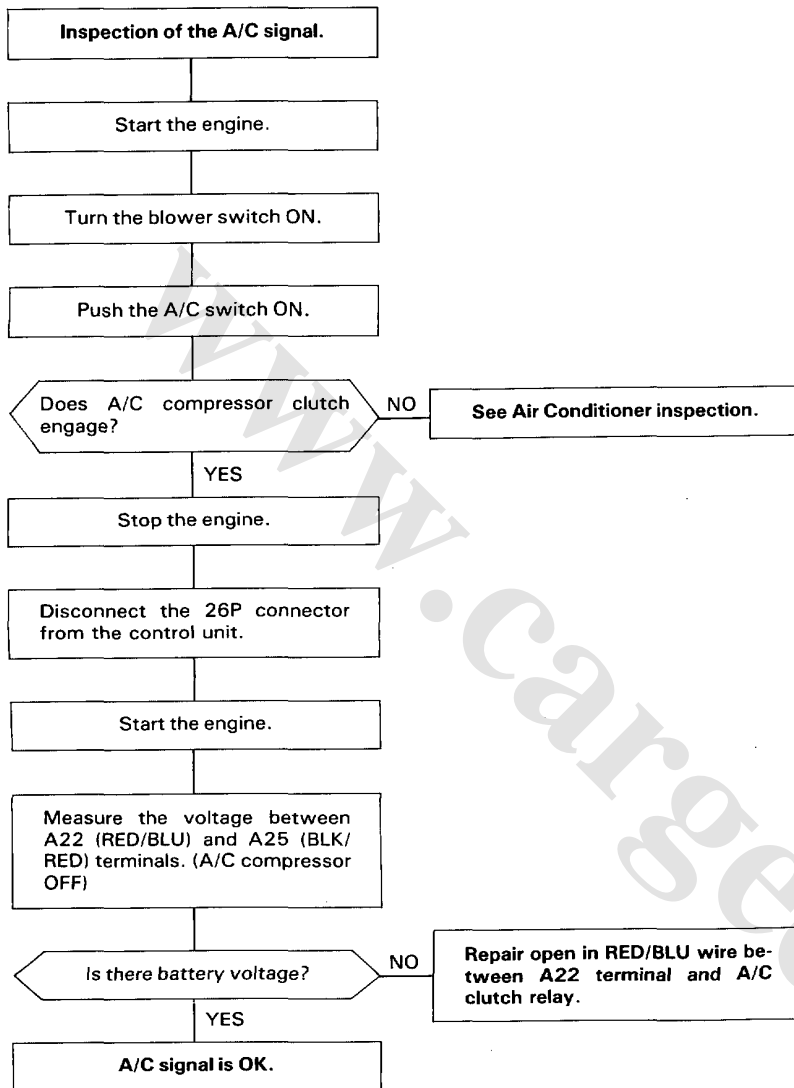 Inspection of the A/C signal.
Start the engine.
Turn the blower switch ON.
Push the A/C switch ON.
Does A/C compressor clutch
engage?
NO
See Air Conditioner inspection.
YES
Stop the engine.
Disconnect the 26P connector
from the control unit.
Start the engine.
Measure the voltage between
A22 (RED/BLU) and A25 (BLK/
RED) terminals. (A/C compressor
OFF)
Is there battery voltage?
NO
Repair open in RED/BLU wire be-
tween A22 terminal and A/C
clutch relay.
YES
A/C signal is OK.
www.cargee